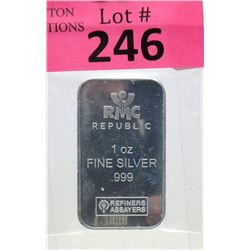 TON
TIONS
Lot #
246
RMC
REPUBLIC
1 oz
FINE SILVER
.999
REFINERS
ASSAYERS